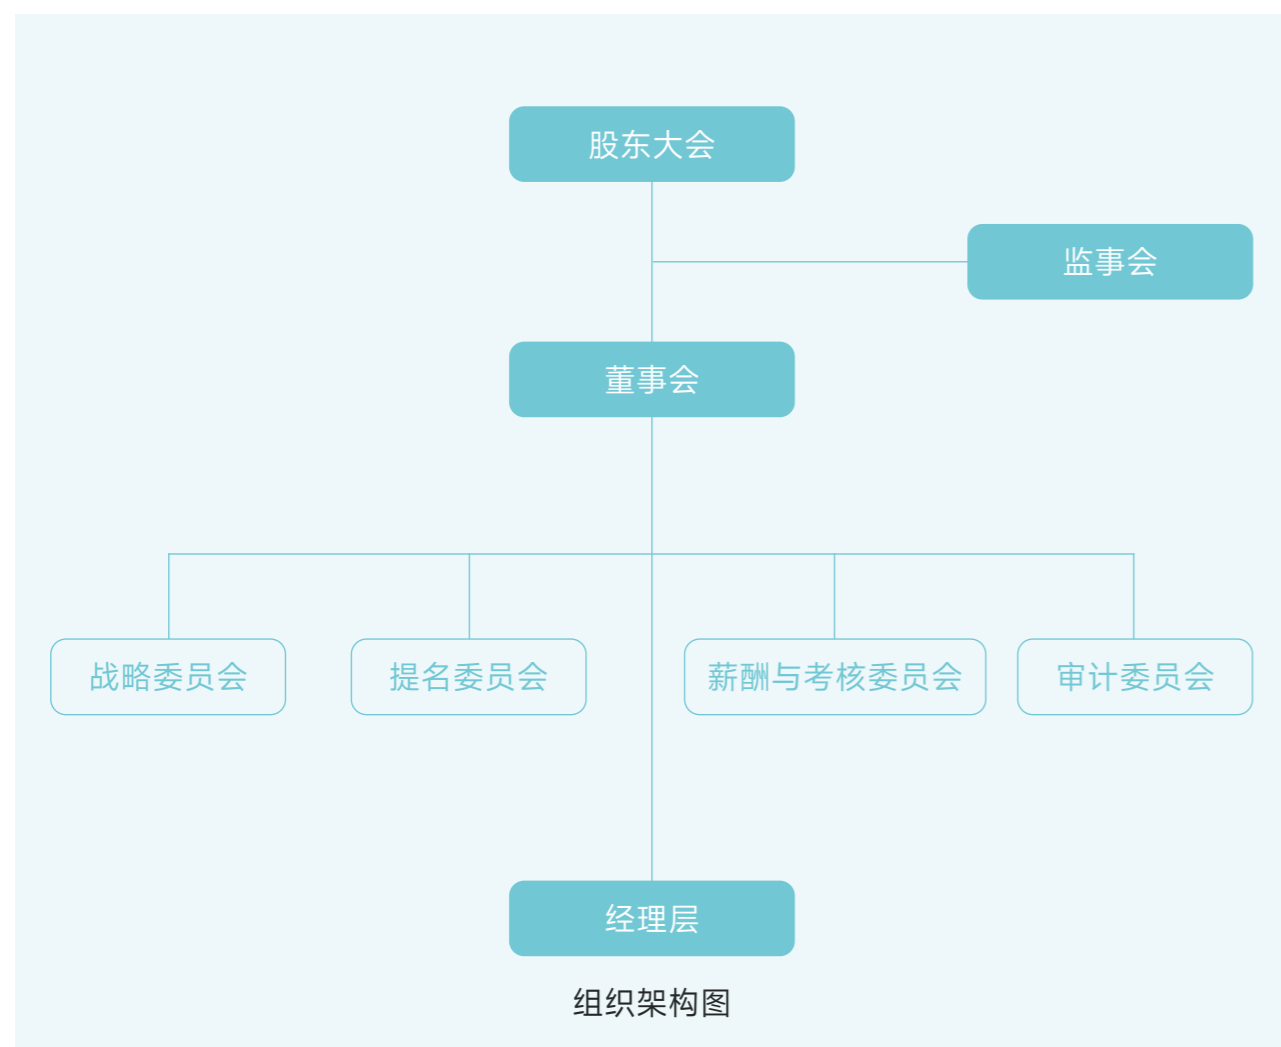 股东大会
监事会
董事会
战略委员会
提名委员会
薪酬与考核委员会
审计委员会
经理层
组织架构图